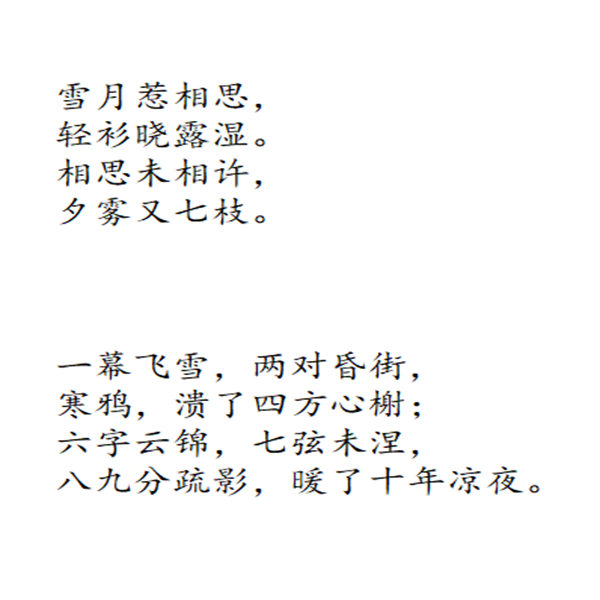 雪月惹相思，
轻衫晓露湿。
相思未相许，
夕雾又七枝。
一幕飞雪，两对昏街，
寒鸦，溃了四方心榭；
六字云锦，七弦未涅，
八九分疏影，暖了十年凉夜。